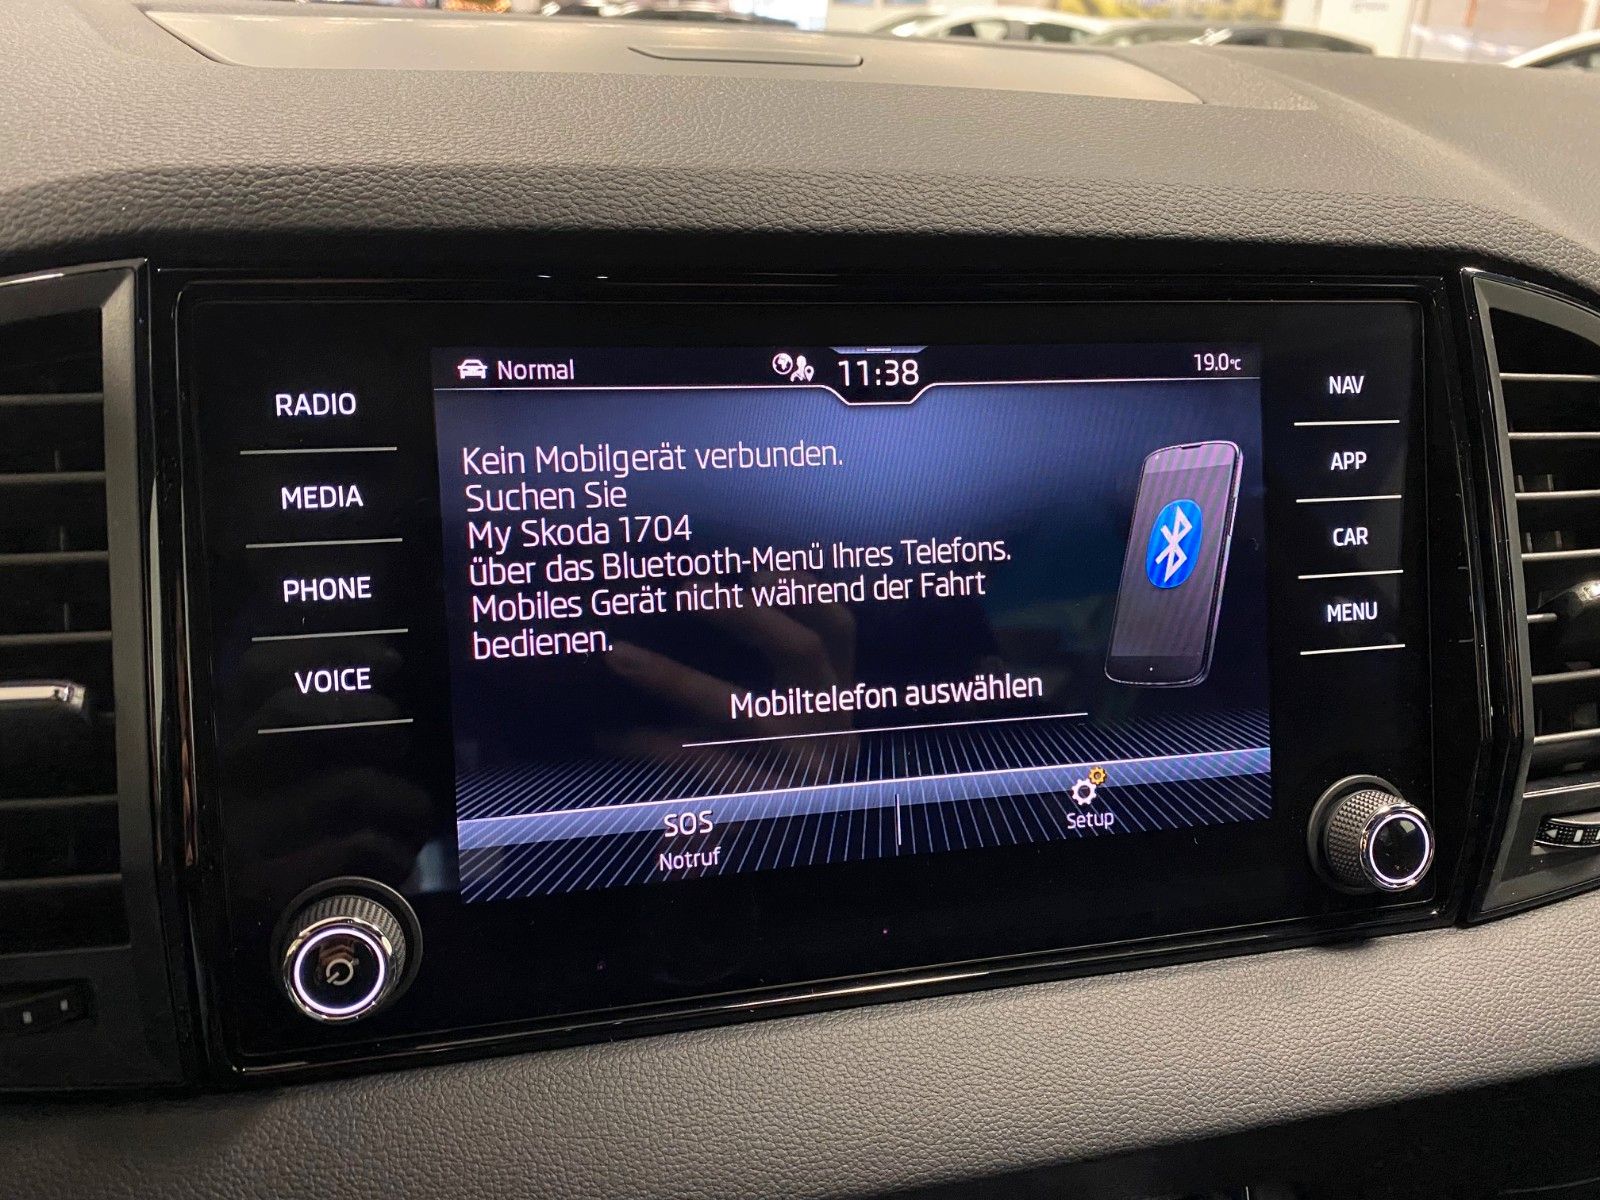 Normal
11:38
19.0°C
RADIO
MEDIA
PHONE
VOICE
Kein Mobilgerät verbunden.
Suchen Sie
My Skoda 1704
über das Bluetooth-Menü Ihres Telefons.
Mobiles Gerät nicht während der Fahrt
bedienen.
Mobiltelefon auswählen
SOS
Notruf
Setup
NAV
APP
CAR
MENU